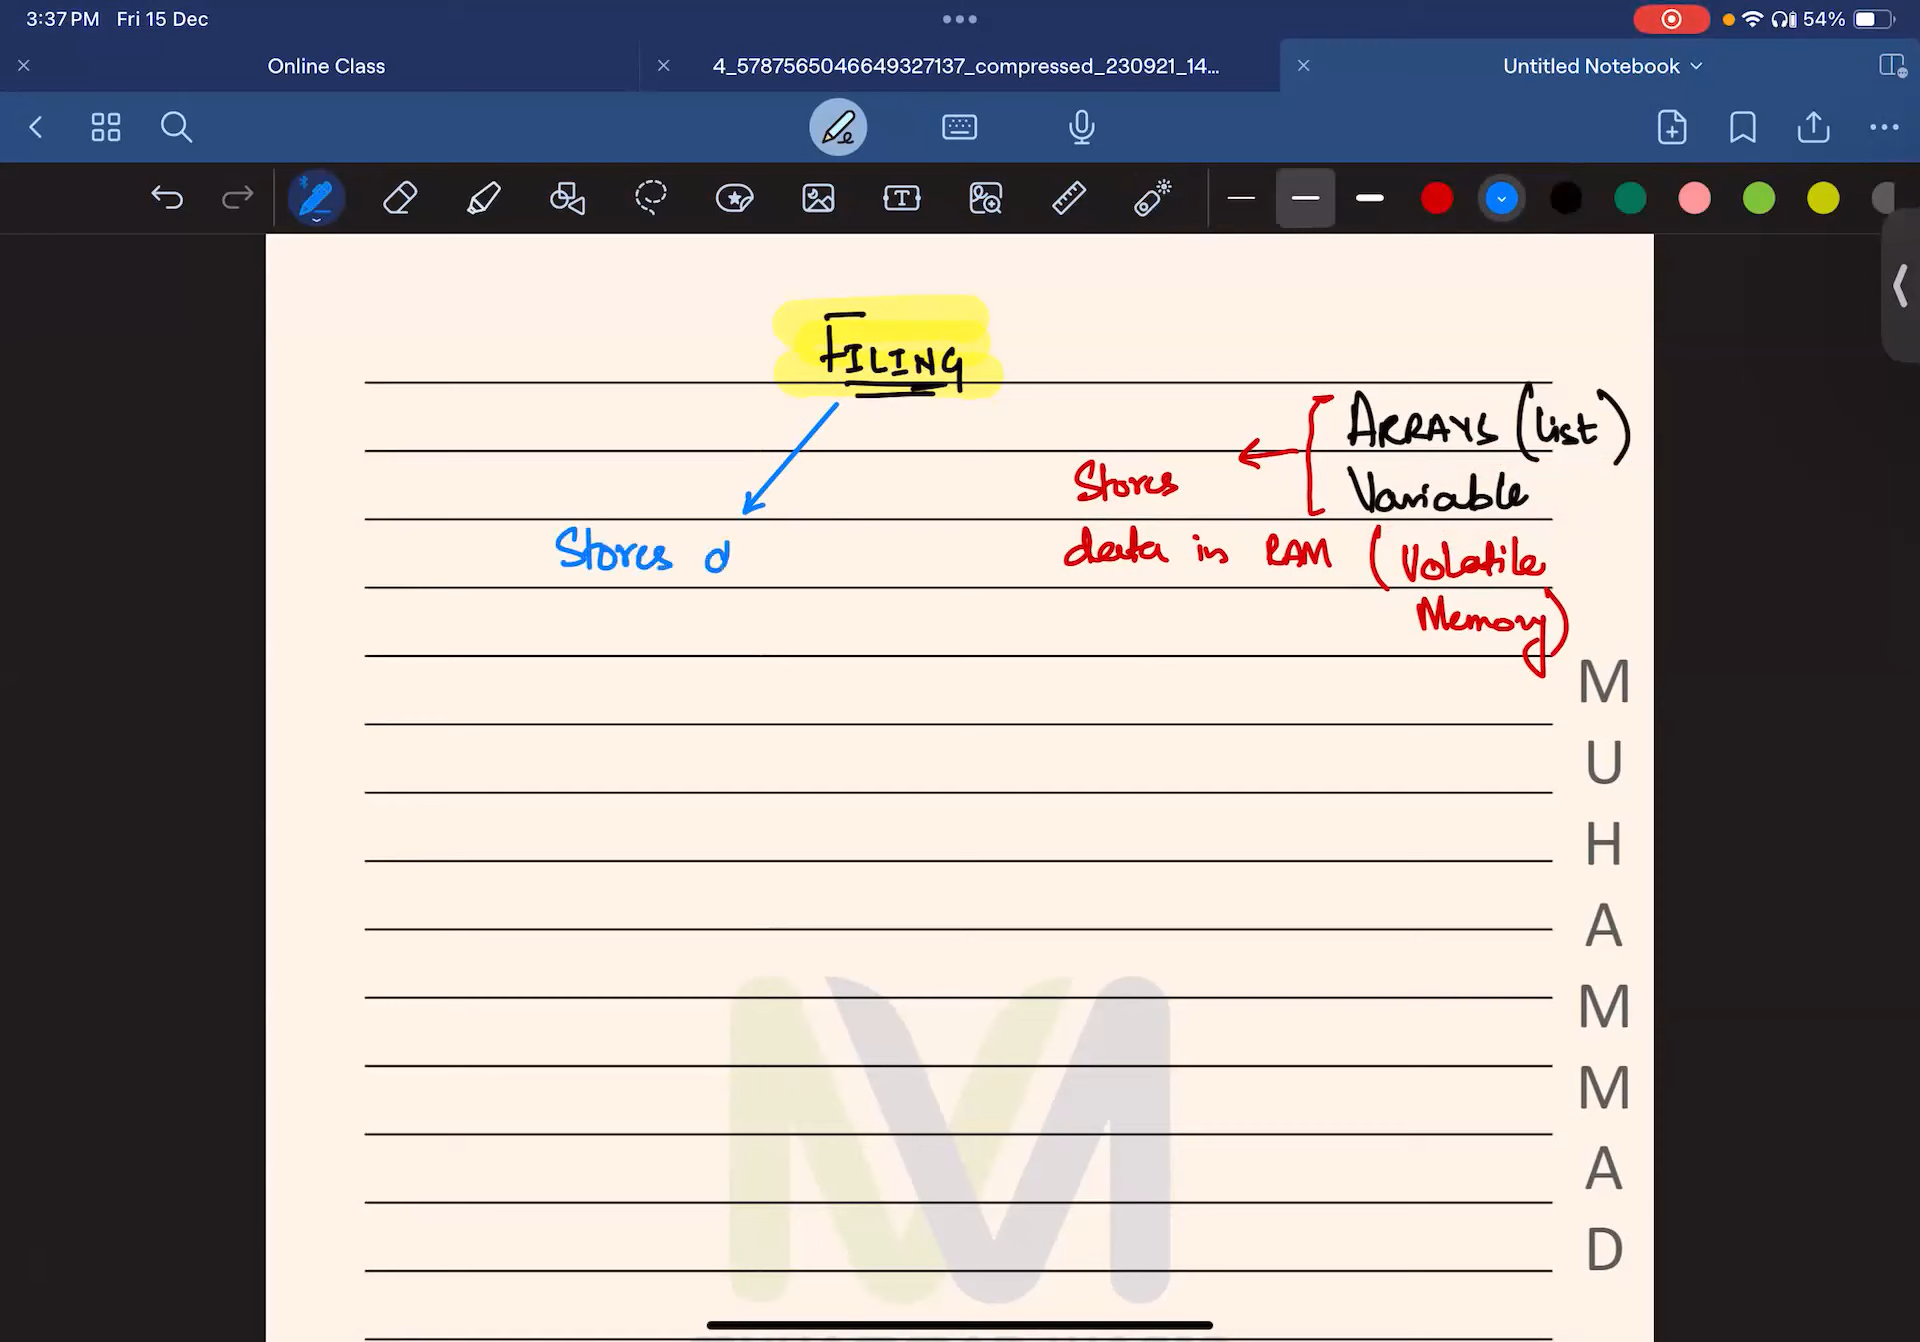 3:37 PM Fri 15 Dec 54%
Online Class 4_5787565046649327137_compressed_230921_14... Untitled Notebook
FILING
ARRAYS (list)
Variable
Stores
data in RAM (Volatile
Memory)
Stores d
M
U
H
A
M
M
A
D